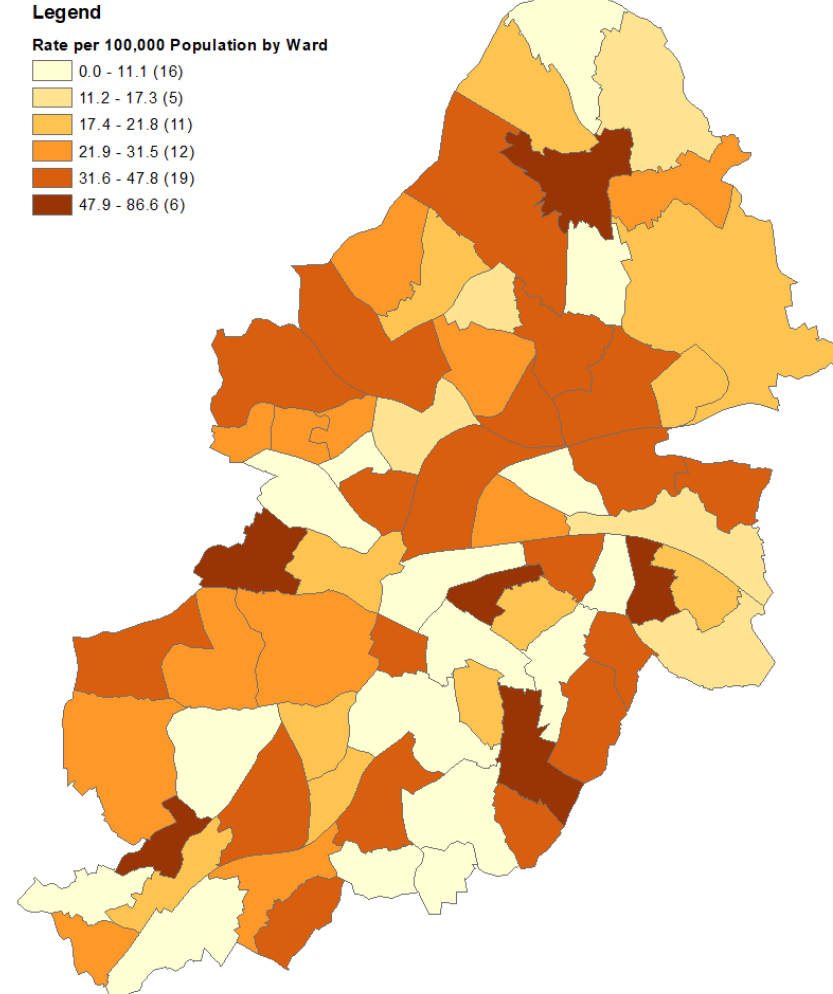 Legend
Rate per 100,000 Population by Ward
0.0 - 11.1 (16)
11.2 - 17.3 (5)
17.4 - 21.8 (11)
21.9 - 31.5 (12)
31.6 - 47.8 (19)
47.9 - 86.6 (6)